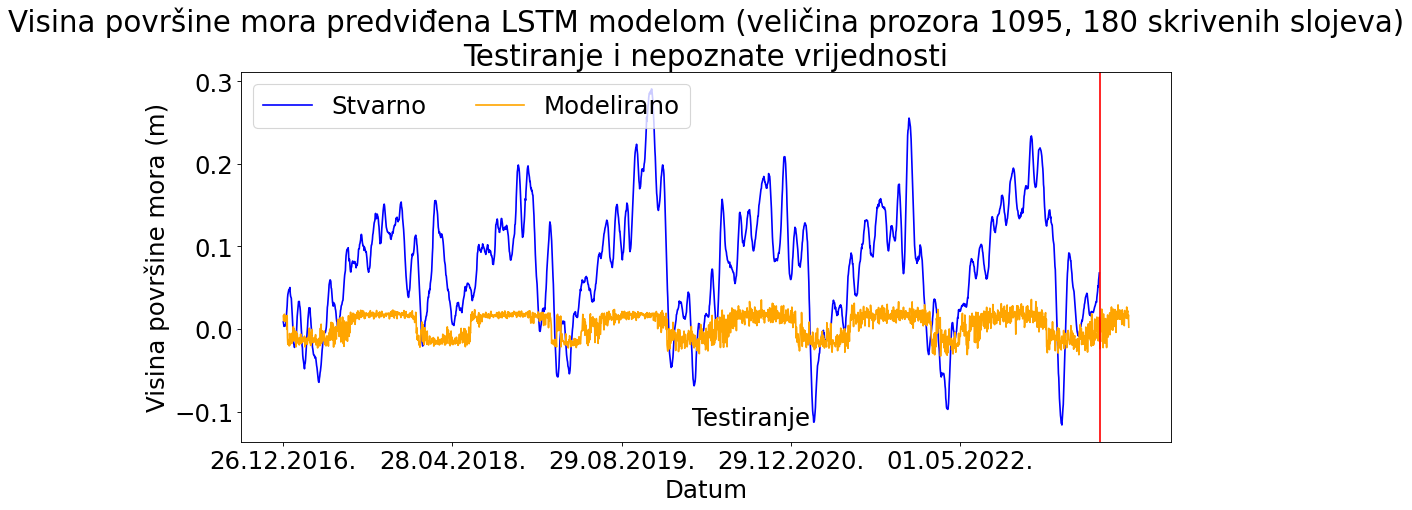 Visina površine mora predviđena LSTM modelom (veličina prozora 1095, 180 skrivenih slojeva)
Testiranje i nepoznate vrijednosti
Stvarno
Modelirano
Visina površine mora (m)
0.3
0.2
0.1
0.0
−0.1
Testiranje
26.12.2016.
28.04.2018.
29.08.2019.
29.12.2020.
01.05.2022.
Datum